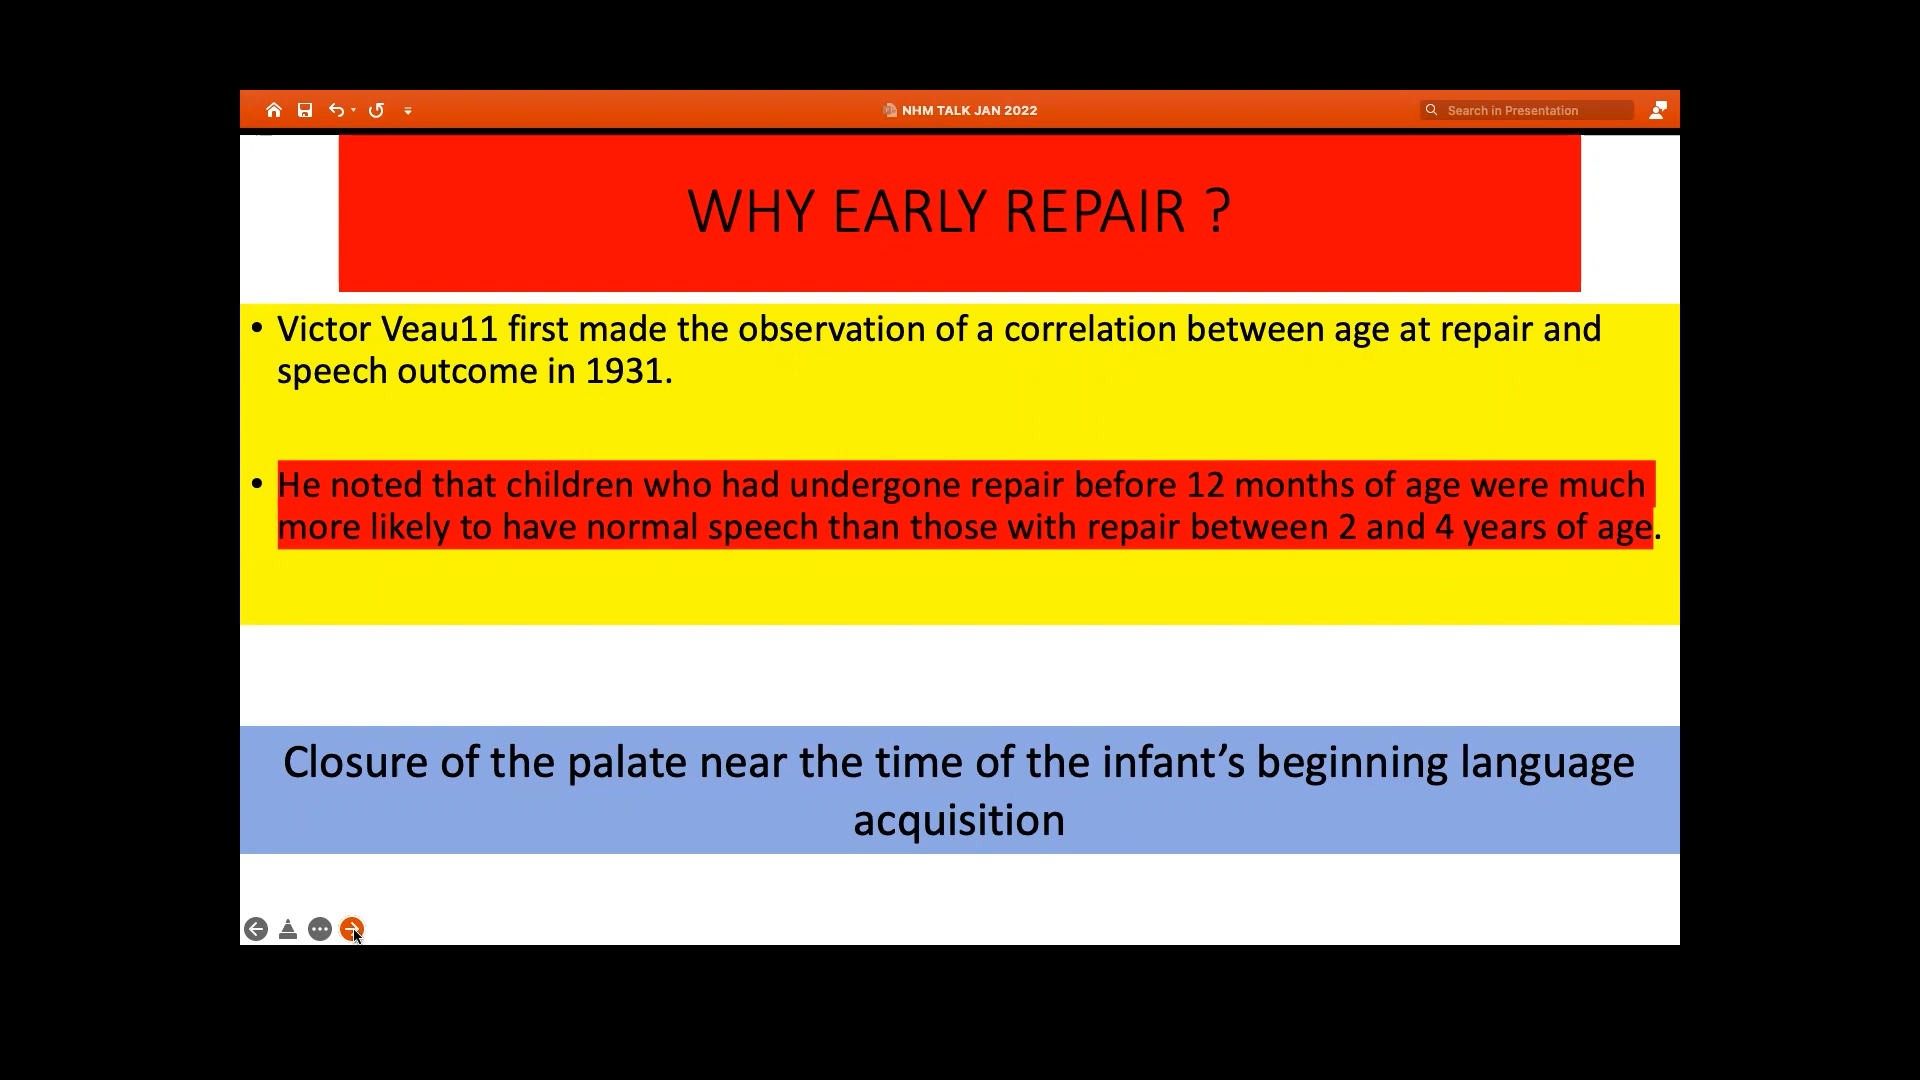 NHM TALK JAN 2022
Search in Presentation
WHY EARLY REPAIR ?
• Victor Veau11 first made the observation of a correlation between age at repair and
speech outcome in 1931.
• He noted that children who had undergone repair before 12 months of age were much
more likely to have normal speech than those with repair between 2 and 4 years of age.
Closure of the palate near the time of the infant’s beginning language
acquisition